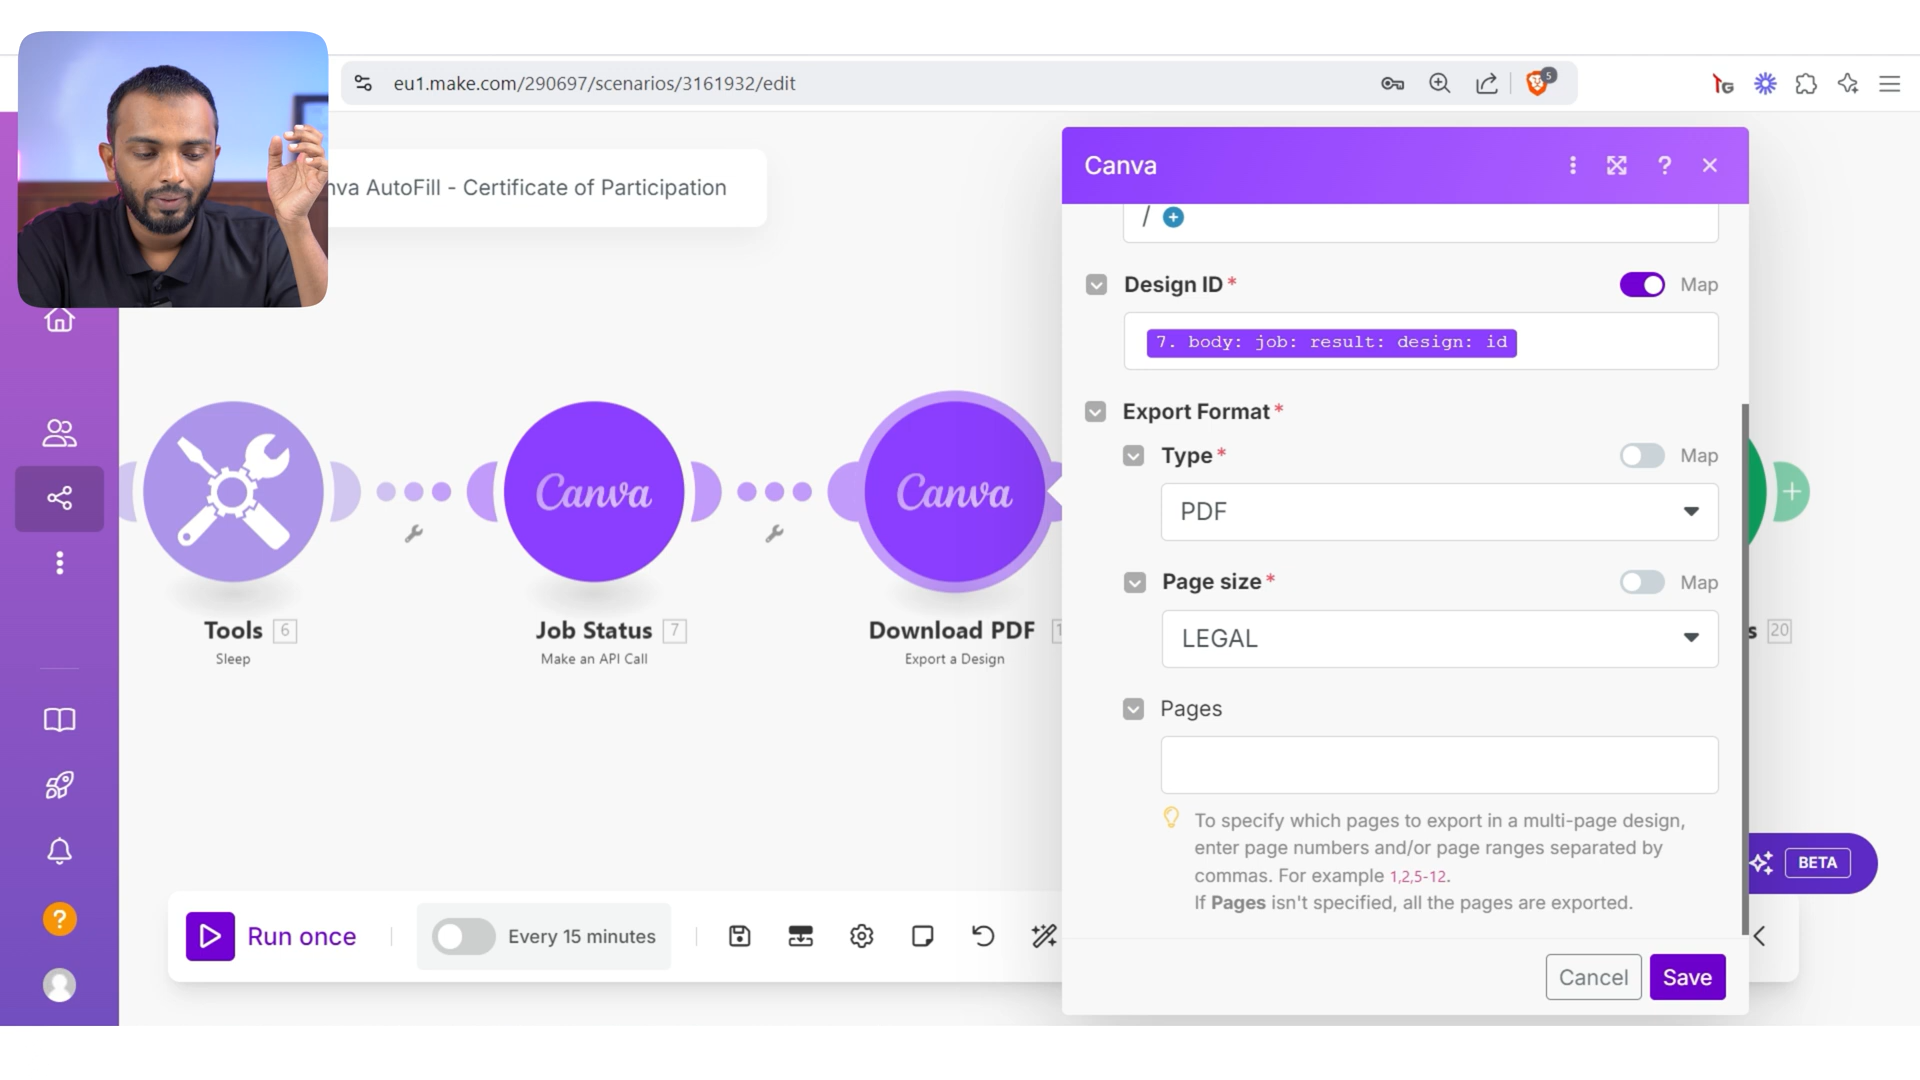 eu1.make.com/290697/scenarios/3161932/edit
5
TG
nva AutoFill - Certificate of Participation
Canva
?
/
Design ID *
Map
7. body: job: result: design: id
Export Format *
Type *
Map
PDF
Page size *
Map
LEGAL
Pages
To specify which pages to export in a multi-page design,
enter page numbers and/or page ranges separated by
commas. For example 1,2,5-12.
If Pages isn't specified, all the pages are exported.
Cancel
Save
Canva
Canva
Tools 6
Sleep
Job Status 7
Make an API Call
Download PDF 1
Export a Design
s 20
BETA
?
Run once
Every 15 minutes